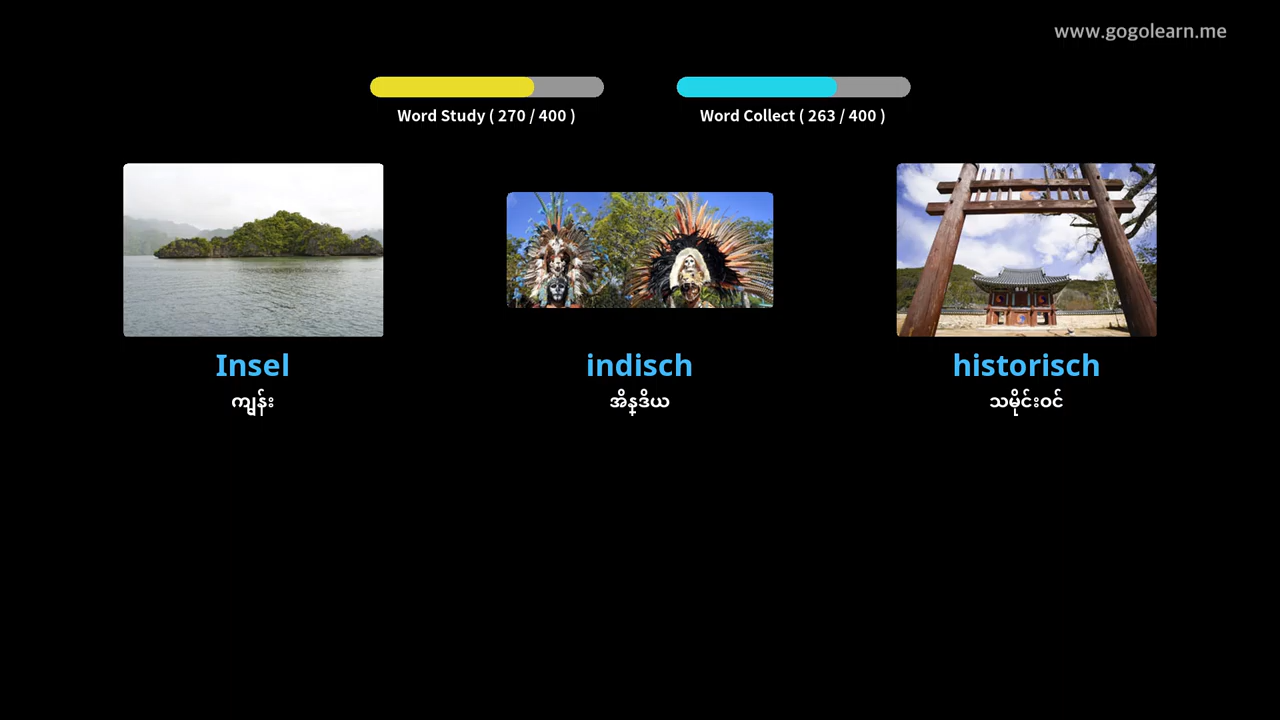 www.gogolearn.me
Word Study ( 270 / 400 )
Word Collect ( 263 / 400 )
Insel
indisch
historisch
ကျွန်း
အိန္ဒိယ
သမိုင်းဝင်